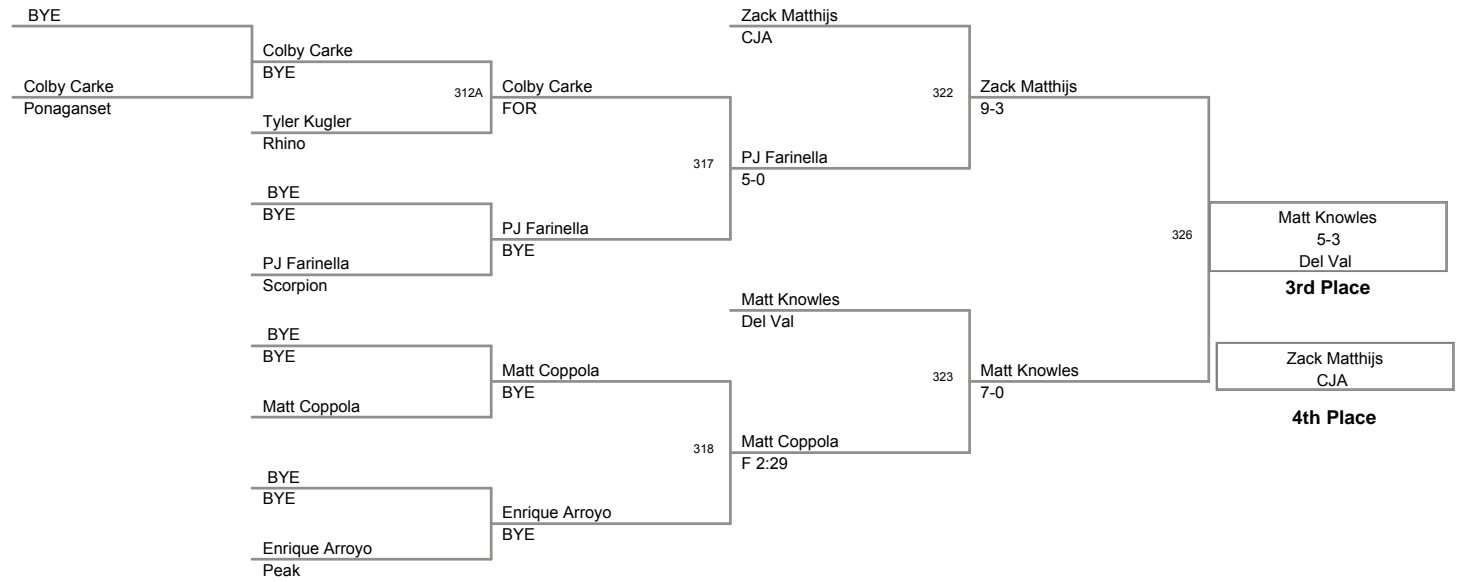 BYE
Colby Carke
Ponaganset
Colby Carke
BYE
312A
Tyler Kugler
Rhino
BYE
BYE
PJ Farinella
Scorpion
BYE
BYE
Matt Coppola
BYE
BYE
Enrique Arroyo
Peak
Colby Carke
FOR
317
PJ Farinella
BYE
Matt Coppola
BYE
318
Enrique Arroyo
BYE
Zack Matthijs
CJA
322
PJ Farinella
5-0
Matt Knowles
Del Val
323
Matt Coppola
F 2:29
Zack Matthijs
9-3
326
Matt Knowles
7-0
Matt Knowles
5-3
Del Val
3rd Place
Zack Matthijs
CJA
4th Place